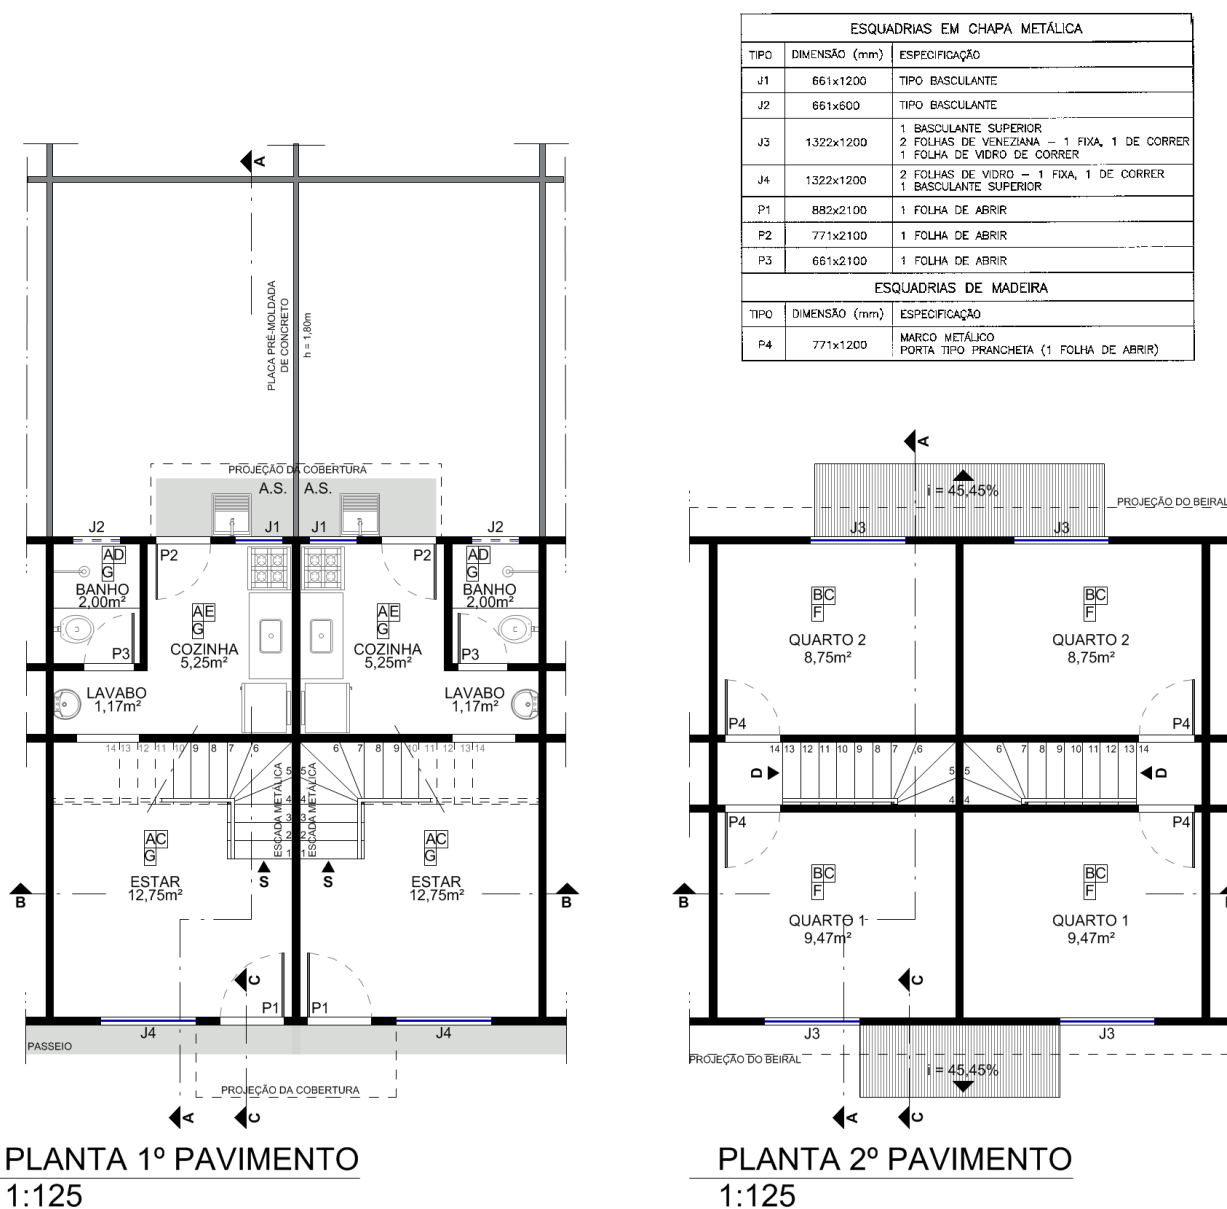 ESQUADRIAS EM CHAPA METÁLICA
TIPO DIMENSÃO (mm) ESPECIFICAÇÃO
J1 661x1200 TIPO BASCULANTE
J2 661x600 TIPO BASCULANTE
J3 1322x1200 1 BASCULANTE SUPERIOR
2 FOLHAS DE VENEZIANA – 1 FIXA, 1 DE CORRER
1 FOLHA DE VIDRO DE CORRER
J4 1322x1200 2 FOLHAS DE VIDRO – 1 FIXA, 1 DE CORRER
1 BASCULANTE SUPERIOR
P1 882x2100 1 FOLHA DE ABRIR
P2 771x2100 1 FOLHA DE ABRIR
P3 661x2100 1 FOLHA DE ABRIR
ESQUADRIAS DE MADEIRA
TIPO DIMENSÃO (mm) ESPECIFICAÇÃO
P4 771x1200 MARCO METÁLICO
PORTA TIPO PRANCHETA (1 FOLHA DE ABRIR)
A
PLACA PRÉ-MOLDADA
DE CONCRETO
h = 1,80m
PROJEÇÃO DA COBERTURA
A.S. A.S.
J2 J1 J1 J2
P2 P2
AD AD
G G
BANHO BANHO
2,00m² 2,00m²
AE AE
G G
COZINHA COZINHA
5,25m² 5,25m²
P3 P3
LAVABO LAVABO
1,17m² 1,17m²
14 13 12 11 10 9 8 7 6 6 7 8 9 10 11 12 13 14
5 5
4 4
3 3
2 2
1 1
ESCADA METÁLICA ESCADA METÁLICA
S S
AC AC
G G
ESTAR ESTAR
12,75m² 12,75m²
B B
C
P1 P1
J4 J4
PASSEIO
PROJEÇÃO DA COBERTURA
A C
PLANTA 1º PAVIMENTO
1:125
A
i = 45,45%
PROJEÇÃO DO BEIRAL
J3 J3
BC BC
F F
QUARTO 2 QUARTO 2
8,75m² 8,75m²
P4 P4
14 13 12 11 10 9 8 7 6 6 7 8 9 10 11 12 13 14
D D
5 5
4 4
P4 P4
BC BC
F F
QUARTO 1 QUARTO 1
9,47m² 9,47m²
B B
C
J3 J3
PROJEÇÃO DO BEIRAL
i = 45,45%
A C
PLANTA 2º PAVIMENTO
1:125